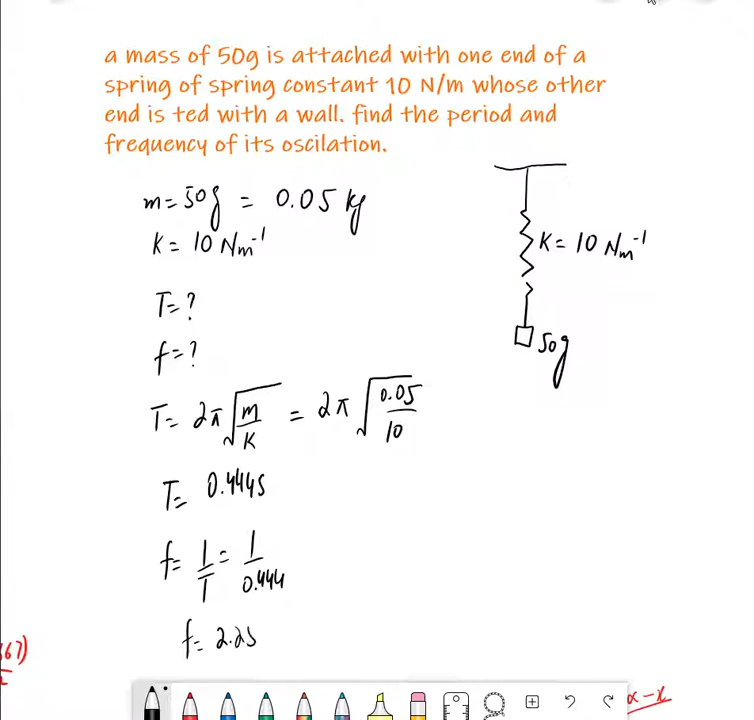 a mass of 50g is attached with one end of a
spring of spring constant 10 N/m whose other
end is ted with a wall. find the period and
frequency of its oscilation.
m = 50g = 0.05 kg
K = 10 Nm⁻¹
K = 10 Nm⁻¹
T = ?
50g
f = ?
T = 2π√(m/K) = 2π√(0.05/10)
T = 0.444s
f = 1/T = 1/0.444
f = 2.25
67)
α - x